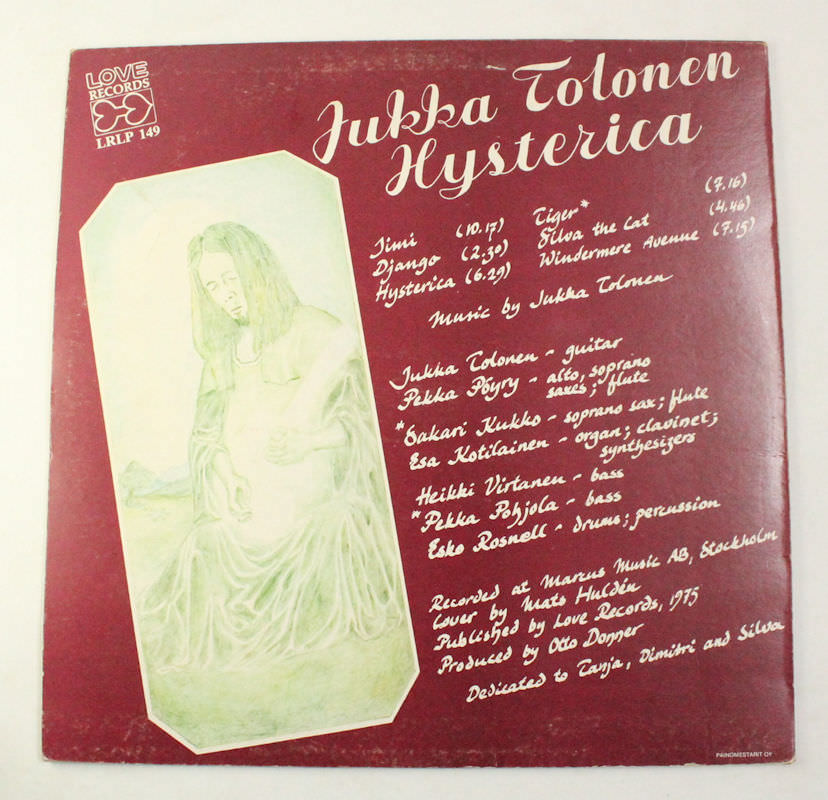 LOVE
RECORDS
LRLP 149
Jukka Tolonen
Hysterica
Jimi (10.17)
Django (2.30)
Hysterica (6.29)
Tiger* (7.16)
Silva the Cat (4.46)
Windermere Avenue (7.15)
Music by Jukka Tolonen
Jukka Tolonen - guitar
Pekka Pöyry - alto, soprano
saxes; flute
*Sakari Kukko - soprano sax; flute
Esa Kotilainen - organ; clavinet;
synthesizers
Heikki Virtanen - bass
*Pekka Pohjola - bass
Esko Rosnell - drums; percussion
Recorded at Marcus Music AB, Stockholm
Cover by Mats Huldén
Published by Love Records, 1975
Produced by Otto Donner
Dedicated to Tanja, Dimitri and Silva
PAINOMESTARIT OY